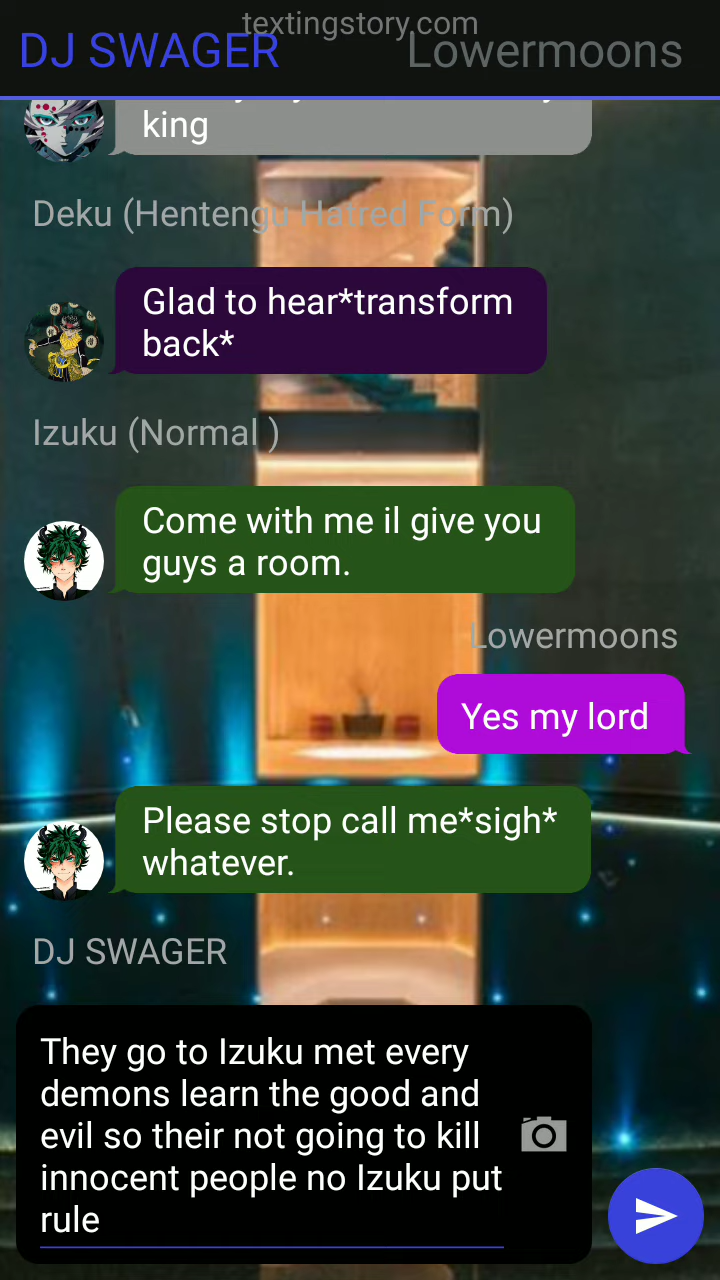 textingstory.com
DJ SWAGER
Lowermoons
king
Deku (Hentengu Hatred Form)
Glad to hear*transform
back*
Izuku (Normal )
Come with me il give you
guys a room.
Lowermoons
Yes my lord
Please stop call me*sigh*
whatever.
DJ SWAGER
They go to Izuku met every
demons learn the good and
evil so their not going to kill
innocent people no Izuku put
rule